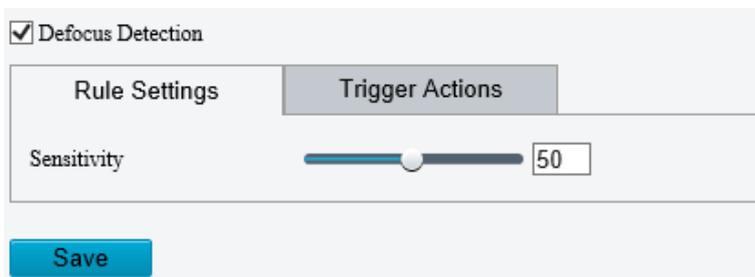 Defocus Detection
Rule Settings Trigger Actions
Sensitivity 50
Save